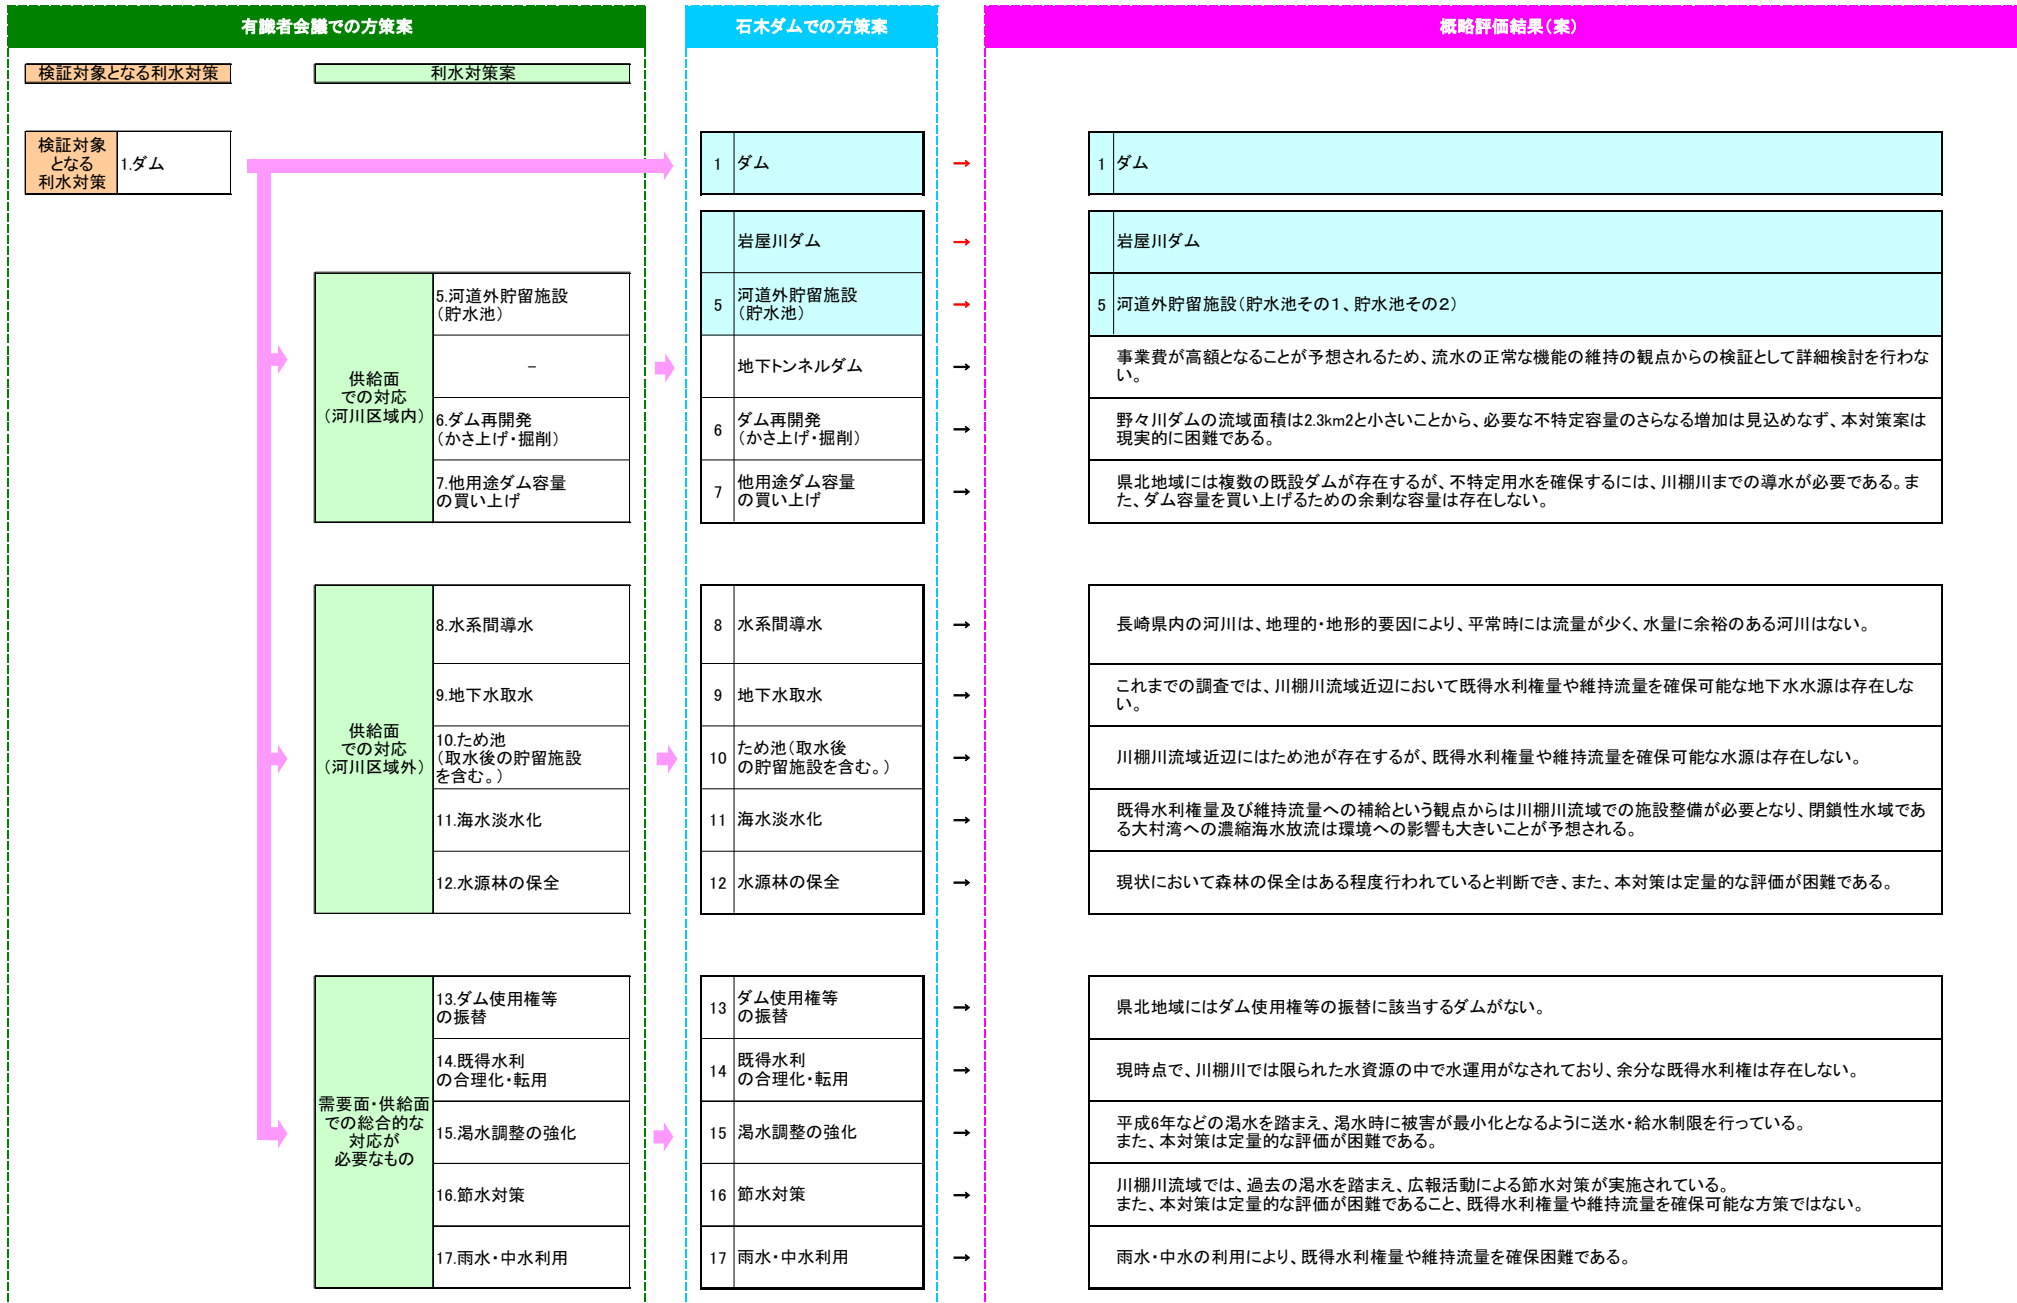 有識者会議での方策案
石木ダムでの方策案
概略評価結果（案）
検証対象となる利水対策
利水対策案
検証対象
となる
利水対策
1.ダム
1 ダム
→
1 ダム
岩屋川ダム
→
岩屋川ダム
供給面
での対応
（河川区域内）
5.河道外貯留施設
（貯水池）
5 河道外貯留施設
（貯水池）
→
5 河道外貯留施設（貯水池その１、貯水池その２）
－
地下トンネルダム
→
事業費が高額となることが予想されるため、流水の正常な機能の維持の観点からの検証として詳細検討を行わな
い。
6.ダム再開発
（かさ上げ・掘削）
6 ダム再開発
（かさ上げ・掘削）
→
野々川ダムの流域面積は2.3km2と小さいことから、必要な不特定容量のさらなる増加は見込めなず、本対策案は
現実的に困難である。
7.他用途ダム容量
の買い上げ
7 他用途ダム容量
の買い上げ
→
県北地域には複数の既設ダムが存在するが、不特定用水を確保するには、川棚川までの導水が必要である。ま
た、ダム容量を買い上げるための余剰な容量は存在しない。
供給面
での対応
（河川区域外）
8.水系間導水
8 水系間導水
→
長崎県内の河川は、地理的・地形的要因により、平常時には流量が少く、水量に余裕のある河川はない。
9.地下水取水
9 地下水取水
→
これまでの調査では、川棚川流域近辺において既得水利権量や維持流量を確保可能な地下水水源は存在しな
い。
10.ため池
（取水後の貯留施設
を含む。）
10 ため池（取水後
の貯留施設を含む。）
→
川棚川流域近辺にはため池が存在するが、既得水利権量や維持流量を確保可能な水源は存在しない。
11.海水淡水化
11 海水淡水化
→
既得水利権量及び維持流量への補給という観点からは川棚川流域での施設整備が必要となり、閉鎖性水域であ
る大村湾への濃縮海水放流は環境への影響も大きいことが予想される。
12.水源林の保全
12 水源林の保全
→
現状において森林の保全はある程度行われていると判断でき、また、本対策は定量的な評価が困難である。
需要面・供給面
での総合的な
対応が
必要なもの
13.ダム使用権等
の振替
13 ダム使用権等
の振替
→
県北地域にはダム使用権等の振替に該当するダムがない。
14.既得水利
の合理化・転用
14 既得水利
の合理化・転用
→
現時点で、川棚川では限られた水資源の中で水運用がなされており、余分な既得水利権は存在しない。
15.渇水調整の強化
15 渇水調整の強化
→
平成6年などの渇水を踏まえ、渇水時に被害が最小化となるように送水・給水制限を行っている。
また、本対策は定量的な評価が困難である。
16.節水対策
16 節水対策
→
川棚川流域では、過去の渇水を踏まえ、広報活動による節水対策が実施されている。
また、本対策は定量的な評価が困難であること、既得水利権量や維持流量を確保可能な方策ではない。
17.雨水・中水利用
17 雨水・中水利用
→
雨水・中水の利用により、既得水利権量や維持流量を確保困難である。